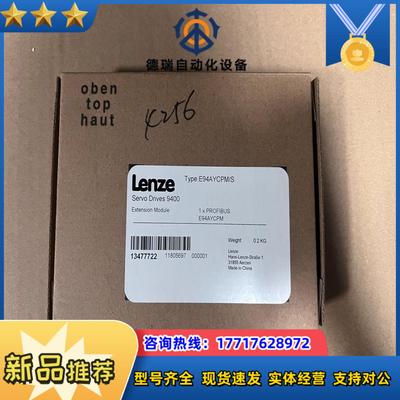 德瑞自动化设备
oben
top
haut
4256
Lenze
Type:E94AYCPM/S
Servo Drives 9400
Extension Module
1 x PROFIBUS
E94AYCPM
13477722 11805697 000001
Weight 0.2 KG
Lenze
Hans-Lenze-Straße 1
31855 Aerzen
Made in China
咨询热线：17717628972
新品推荐
型号齐全 现货速发 实体经营 支持对公